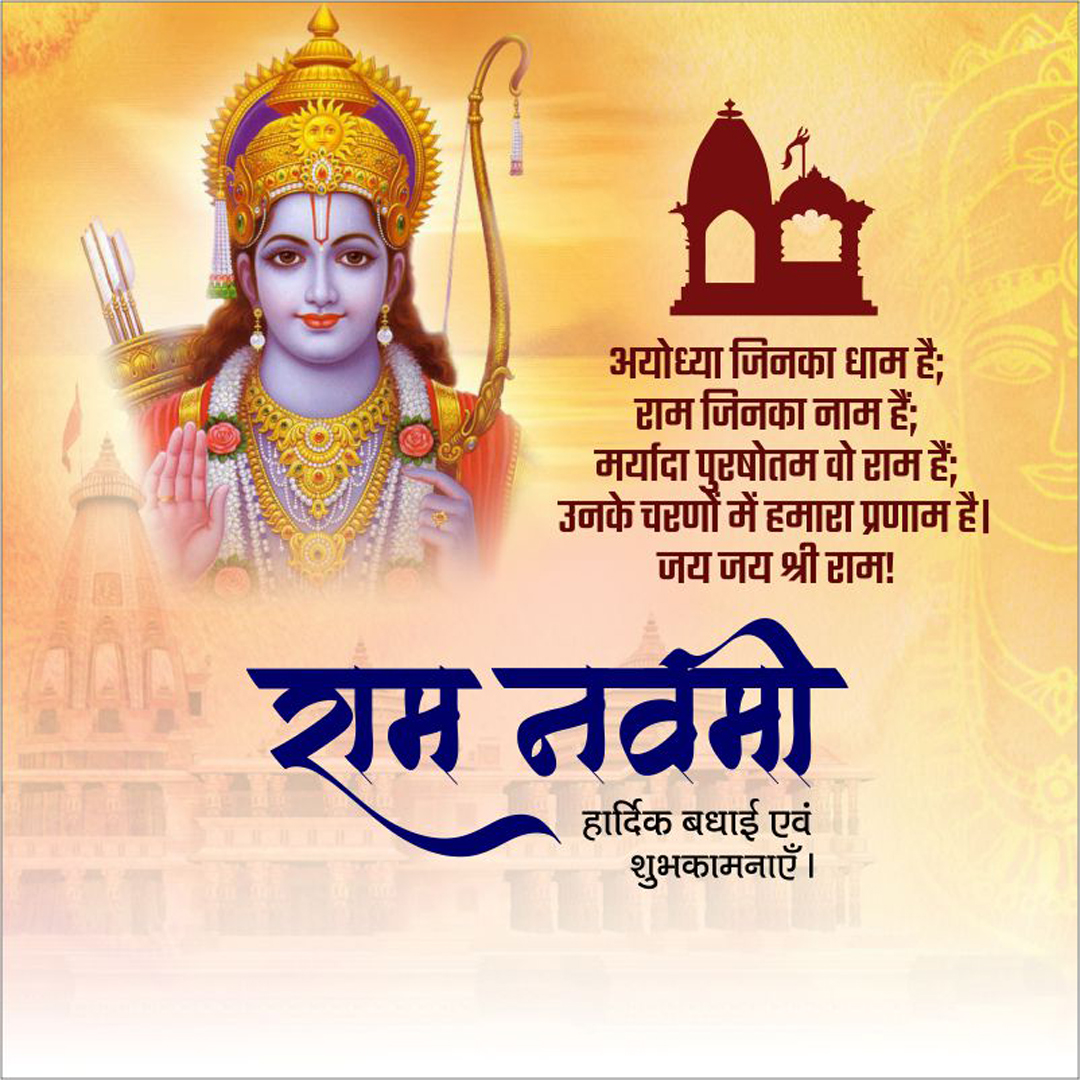 अयोध्या जिनका धाम है;
राम जिनका नाम हैं;
मर्यादा पुरषोतम वो राम हैं;
उनके चरणों में हमारा प्रणाम है।
जय जय श्री राम!
राम नवमी
हार्दिक बधाई एवं
शुभकामनाएँ।